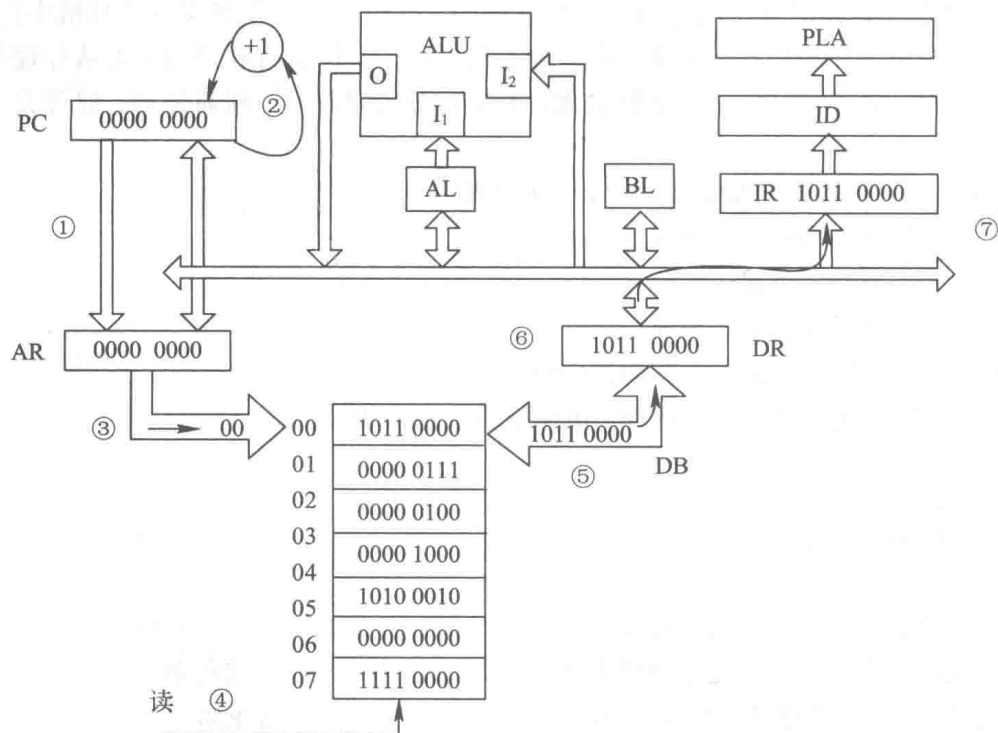 +1
ALU
PLA
O
I₂
②
I₁
PC
0000 0000
ID
AL
BL
IR 1011 0000
①
⑦
AR
0000 0000
⑥
1011 0000
DR
③
00
00
1011 0000
1011 0000
01
0000 0111
⑤
DB
02
0000 0100
03
0000 1000
04
1010 0010
05
0000 0000
06
1111 0000
07
读 ④